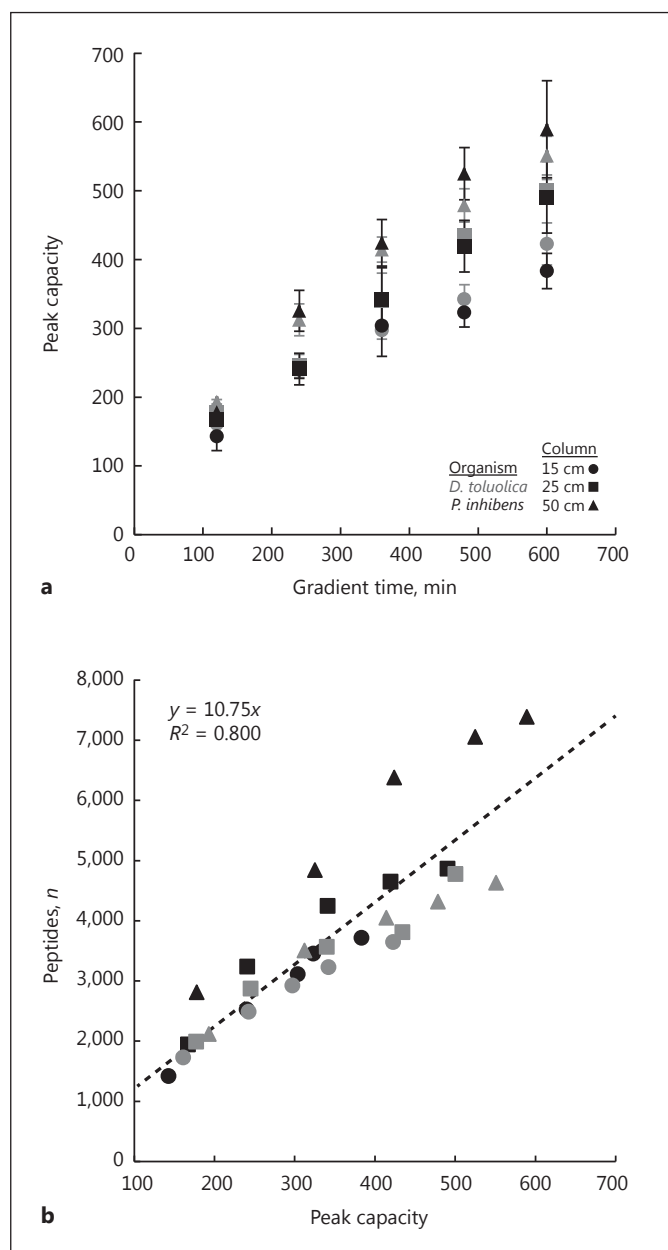 700
600
500
400
300
200
100
0
Peak capacity
0 100 200 300 400 500 600 700
Gradient time, min
Organism
D. toluolica
P. inhibens
Column
15 cm
25 cm
50 cm
a
8,000
7,000
6,000
5,000
4,000
3,000
2,000
1,000
0
Peptides, n
y = 10.75x
R² = 0.800
100 200 300 400 500 600 700
Peak capacity
b